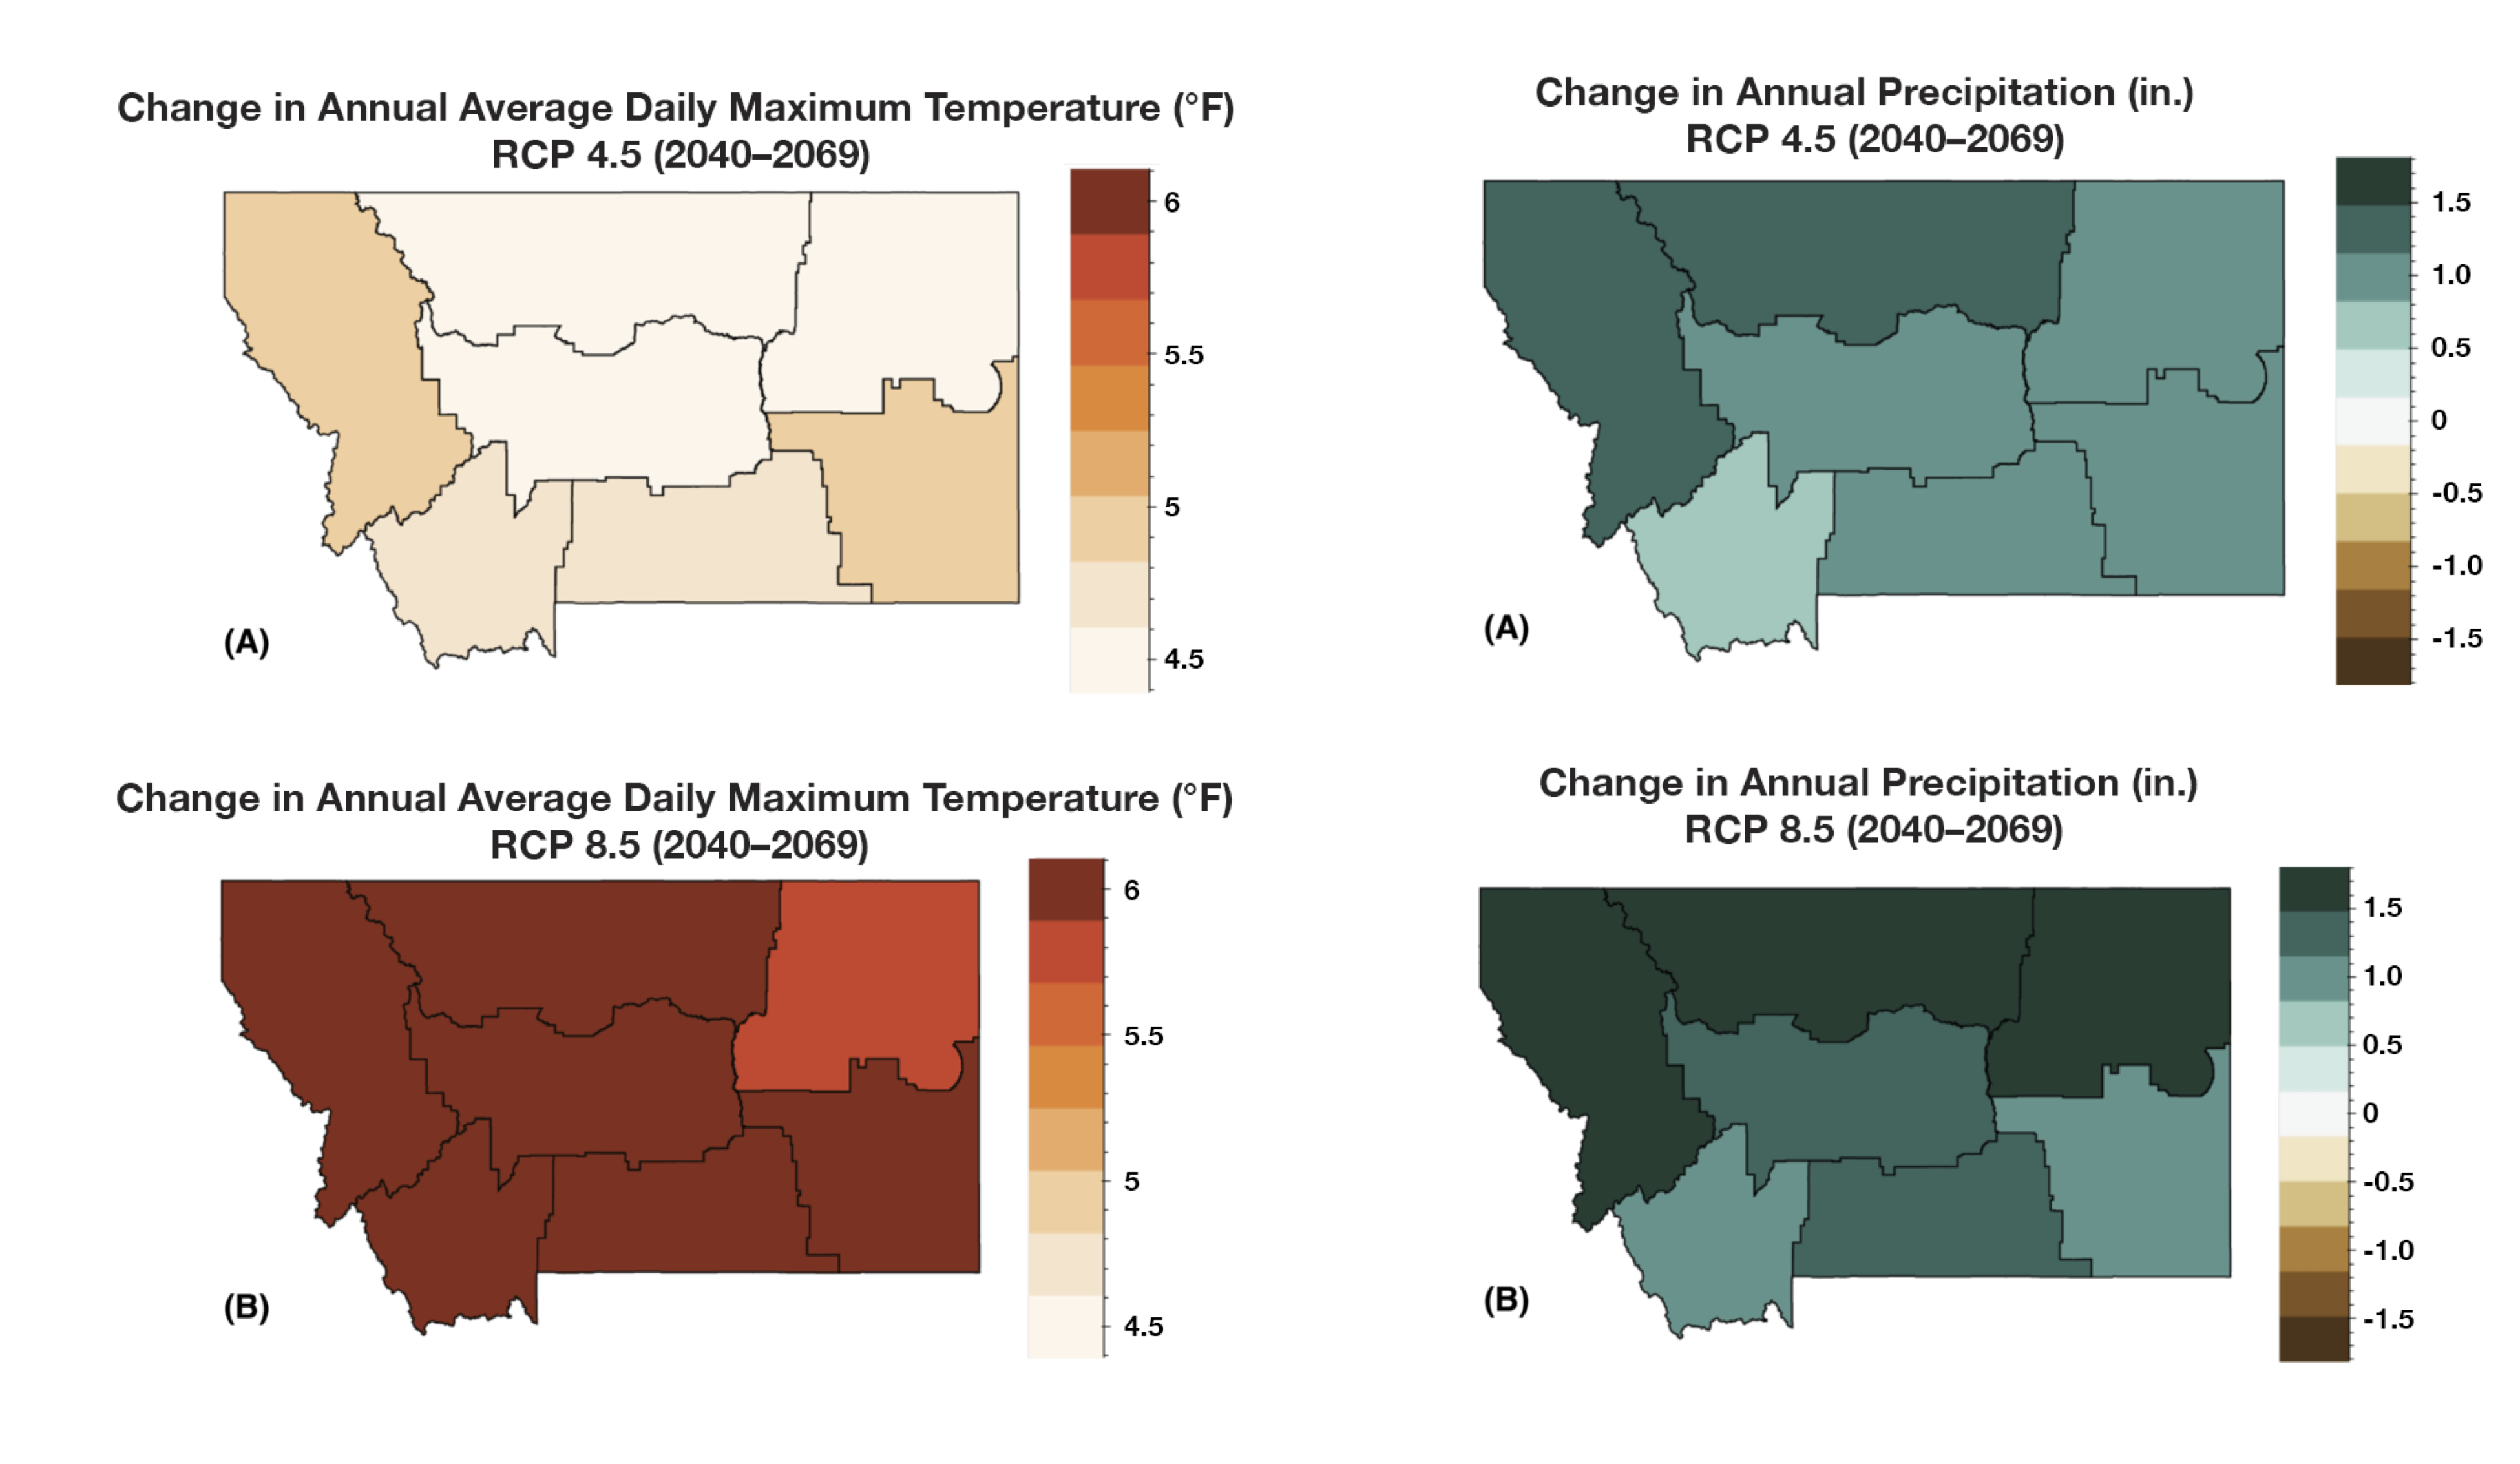 Change in Annual Average Daily Maximum Temperature (°F)
RCP 4.5 (2040–2069)
6
5.5
5
4.5
(A)
Change in Annual Precipitation (in.)
RCP 4.5 (2040–2069)
1.5
1.0
0.5
0
-0.5
-1.0
-1.5
(A)
Change in Annual Average Daily Maximum Temperature (°F)
RCP 8.5 (2040–2069)
6
5.5
5
4.5
(B)
Change in Annual Precipitation (in.)
RCP 8.5 (2040–2069)
1.5
1.0
0.5
0
-0.5
-1.0
-1.5
(B)